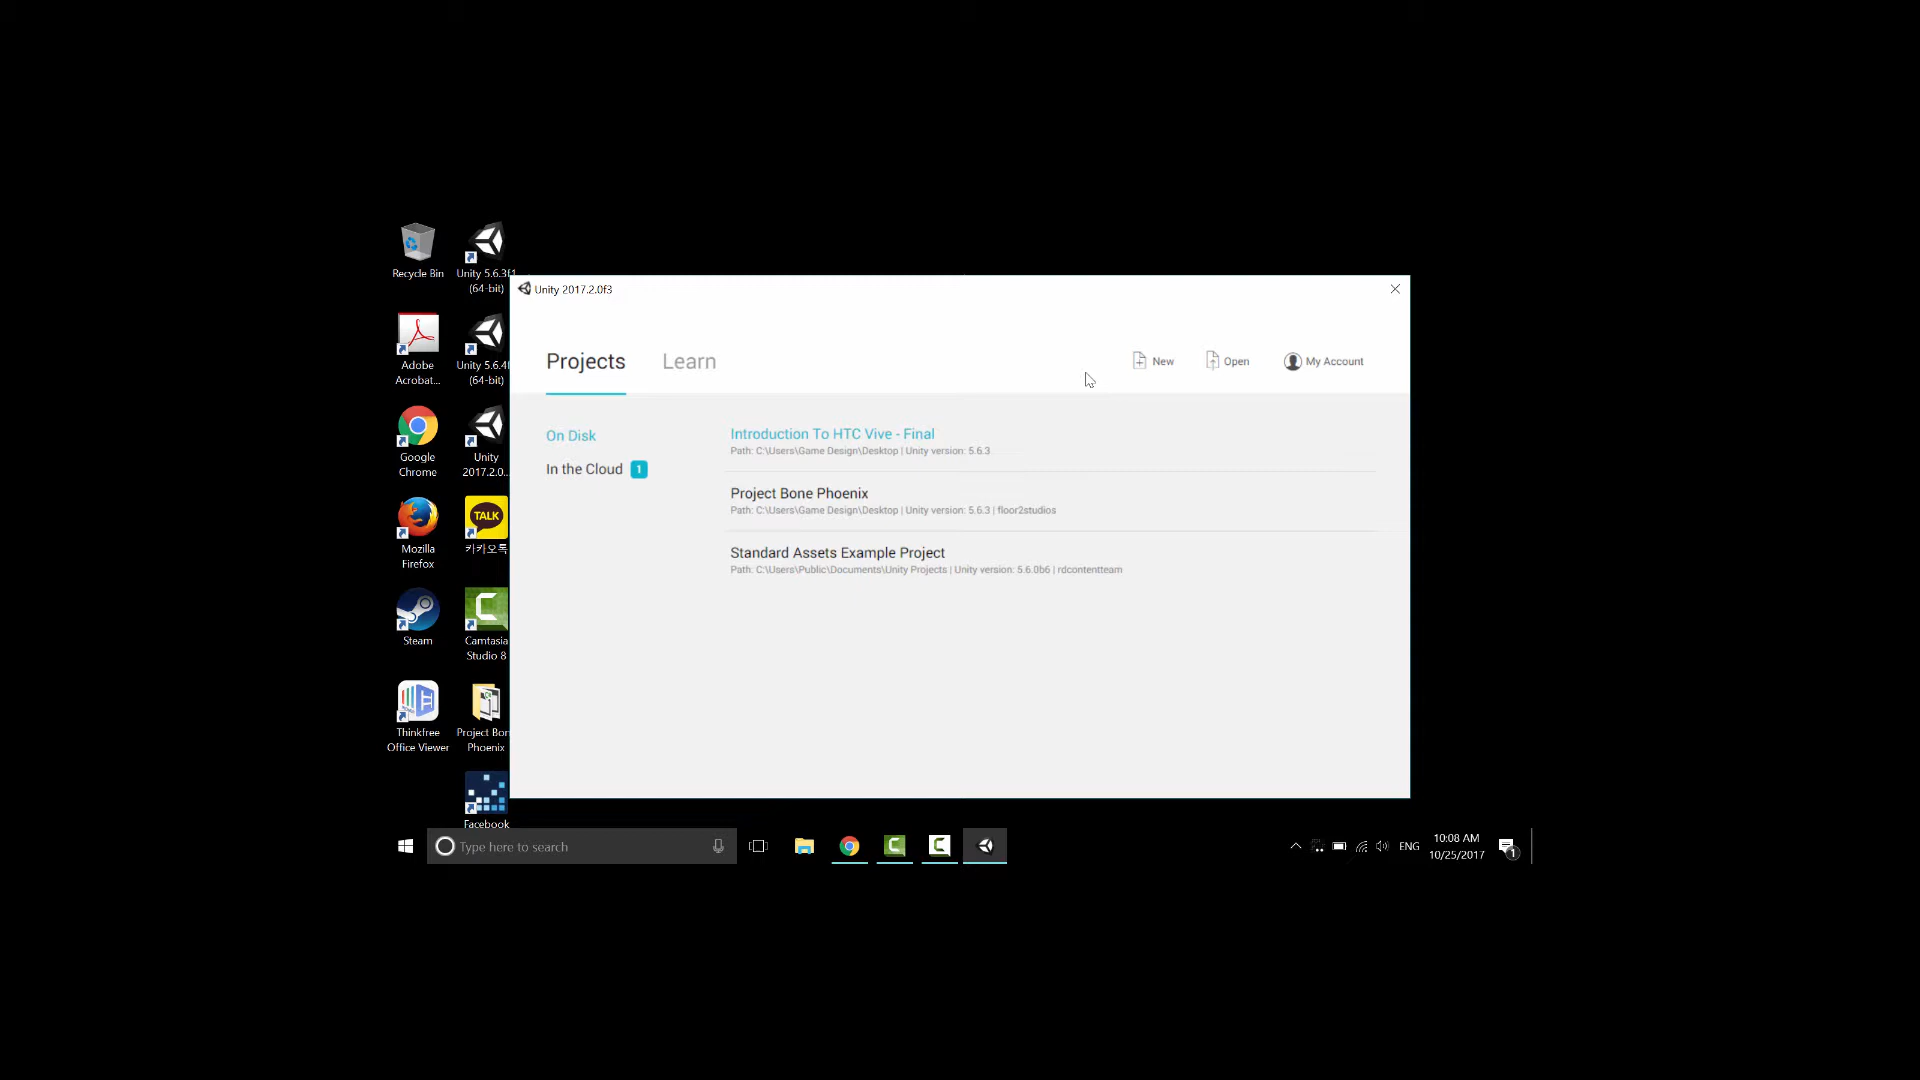 Recycle Bin
Unity 5.6.3f1
(64-bit)
Adobe
Acrobat...
Unity 5.6.4f
(64-bit)
Google
Chrome
Unity
2017.2.0...
Mozilla
Firefox
TALK
카카오톡
Steam
Camtasia
Studio 8
Thinkfree
Office Viewer
Project Bon
Phoenix
Facebook
Unity 2017.2.0f3
Projects
Learn
New
Open
My Account
On Disk
In the Cloud 1
Introduction To HTC Vive - Final
Path: C:\Users\Game Design\Desktop | Unity version: 5.6.3
Project Bone Phoenix
Path: C:\Users\Game Design\Desktop | Unity version: 5.6.3 | floor2studios
Standard Assets Example Project
Path: C:\Users\Public\Documents\Unity Projects | Unity version: 5.6.0b6 | rdcontentteam
Type here to search
ENG
10:08 AM
10/25/2017
1